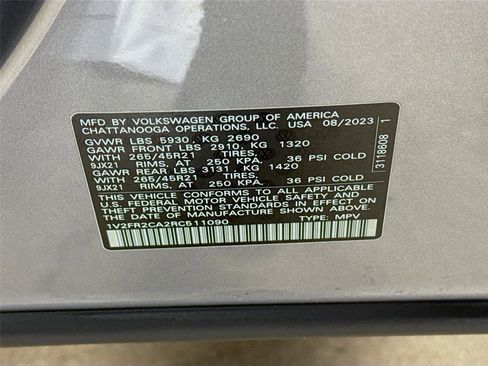 MFD BY VOLKSWAGEN GROUP OF AMERICA
CHATTANOOGA OPERATIONS, LLC. USA 08/2023
GVWR LBS 5930 KG 2690
GAWR FRONT LBS 2910, KG 1320
WITH 265/45R21 TIRES,
9JX21 RIMS, AT 250 KPA, 36 PSI COLD
GAWR REAR LBS 3131 KG 1420
WITH 265/45R21 TIRES,
9JX21 RIMS, AT 250 KPA, 36 PSI COLD
THIS VEHICLE CONFORMS TO ALL APPLICABLE
U.S. FEDERAL MOTOR VEHICLE SAFETY AND
THEFT PREVENTION STANDARDS IN EFFECT ON
THE DATE OF MANUFACTURE SHOWN ABOVE.
1V2FR2CA2RC511090 TYPE: MPV
3118608 1